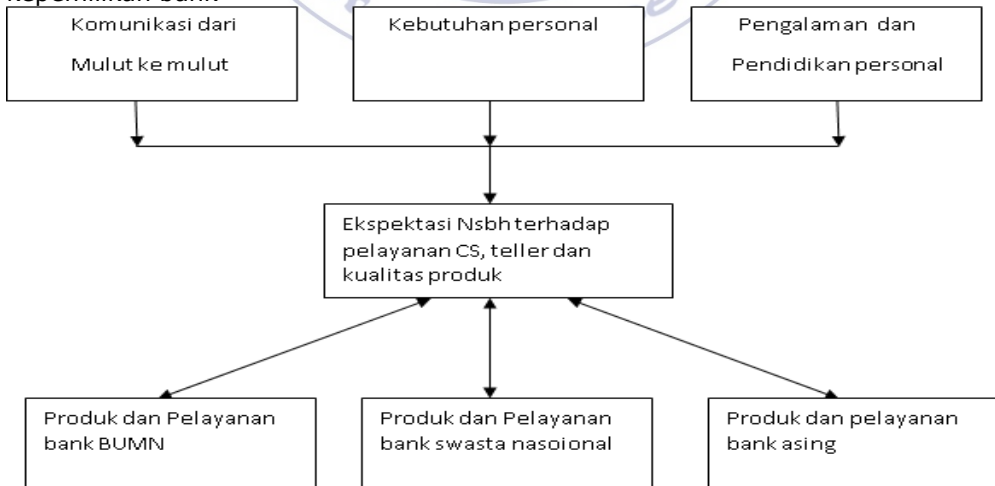 kepemilikan bank
Komunikasi dari
Mulut ke mulut
Kebutuhan personal
Pengalaman dan
Pendidikan personal
Ekspektasi Nsbh terhadap
pelayanan CS, teller dan
kualitas produk
Produk dan Pelayanan
bank BUMN
Produk dan Pelayanan
bank swasta nasoional
Produk dan pelayanan
bank asing